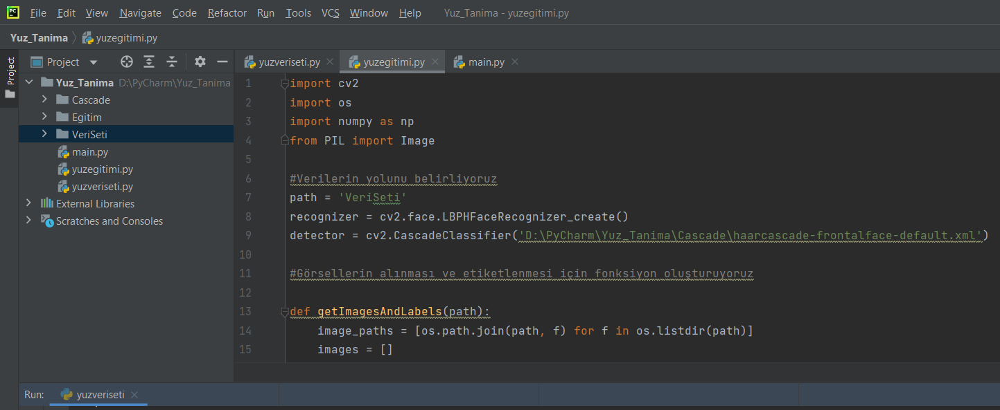 PC File Edit View Navigate Code Refactor Run Tools VCS Window Help Yuz_Tanima - yuzegitimi.py
Yuz_Tanima yuzegitimi.py
Project
Project
Yuz_Tanima D:\PyCharm\Yuz_Tanima
Cascade
Egitim
VeriSeti
main.py
yuzegitimi.py
yuzveriseti.py
External Libraries
Scratches and Consoles
yuzveriseti.py yuzegitimi.py main.py
1 import cv2
2 import os
3 import numpy as np
4 from PIL import Image
5
6 #Verilerin yolunu belirliyoruz
7 path = 'VeriSeti'
8 recognizer = cv2.face.LBPHFaceRecognizer_create()
9 detector = cv2.CascadeClassifier('D:\PyCharm\Yuz_Tanima\Cascade\haarcascade-frontalface-default.xml')
10
11 #Görsellerin alınması ve etiketlenmesi için fonksiyon oluşturuyoruz
12
13 def getImagesAndLabels(path):
14 image_paths = [os.path.join(path, f) for f in os.listdir(path)]
15 images = []
Run: yuzveriseti